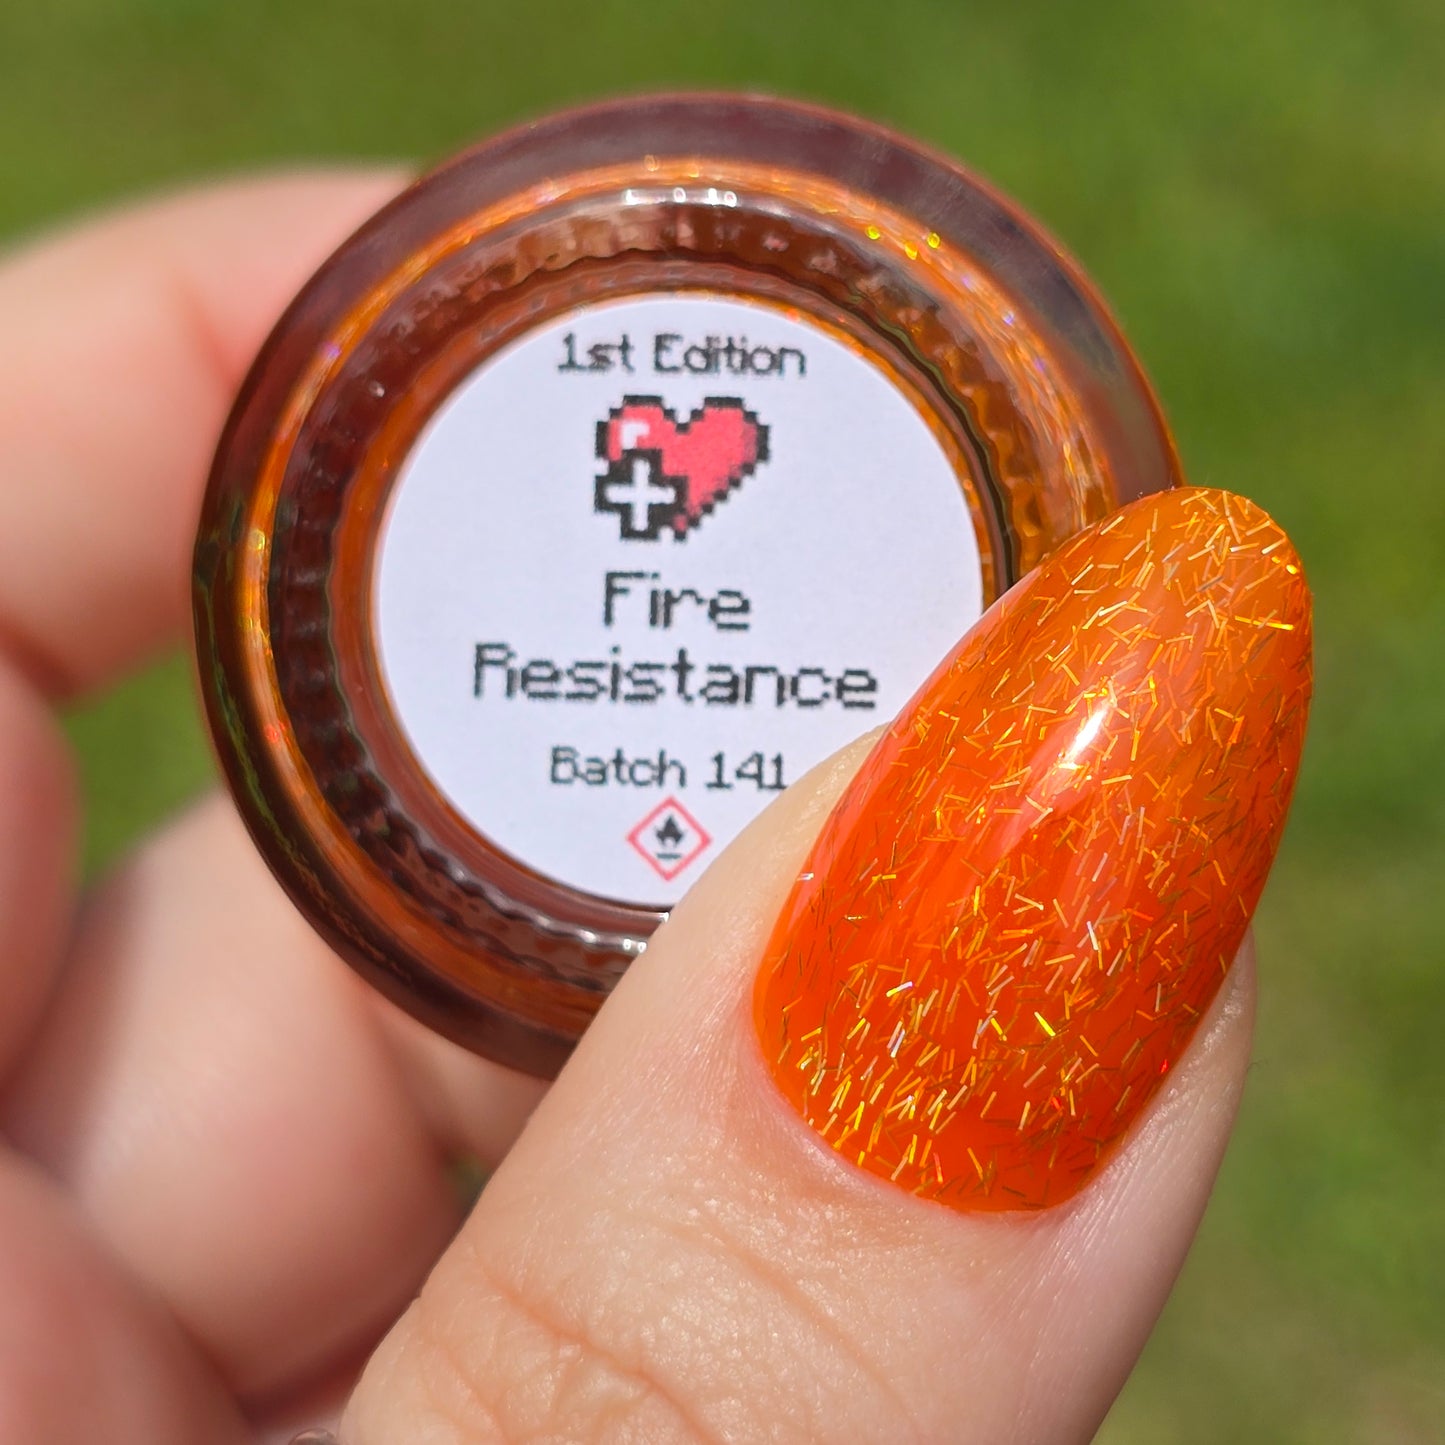 1st Edition
Fire
Resistance
Batch 141